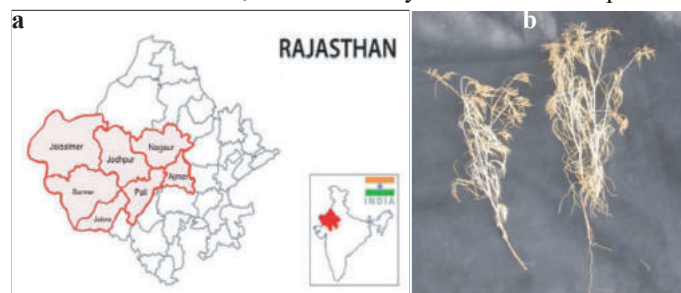 a
b
RAJASTHAN
Jaisalmer
Jodhpur
Nagaur
Ajmer
Barmer
Pali
Jalore
INDIA